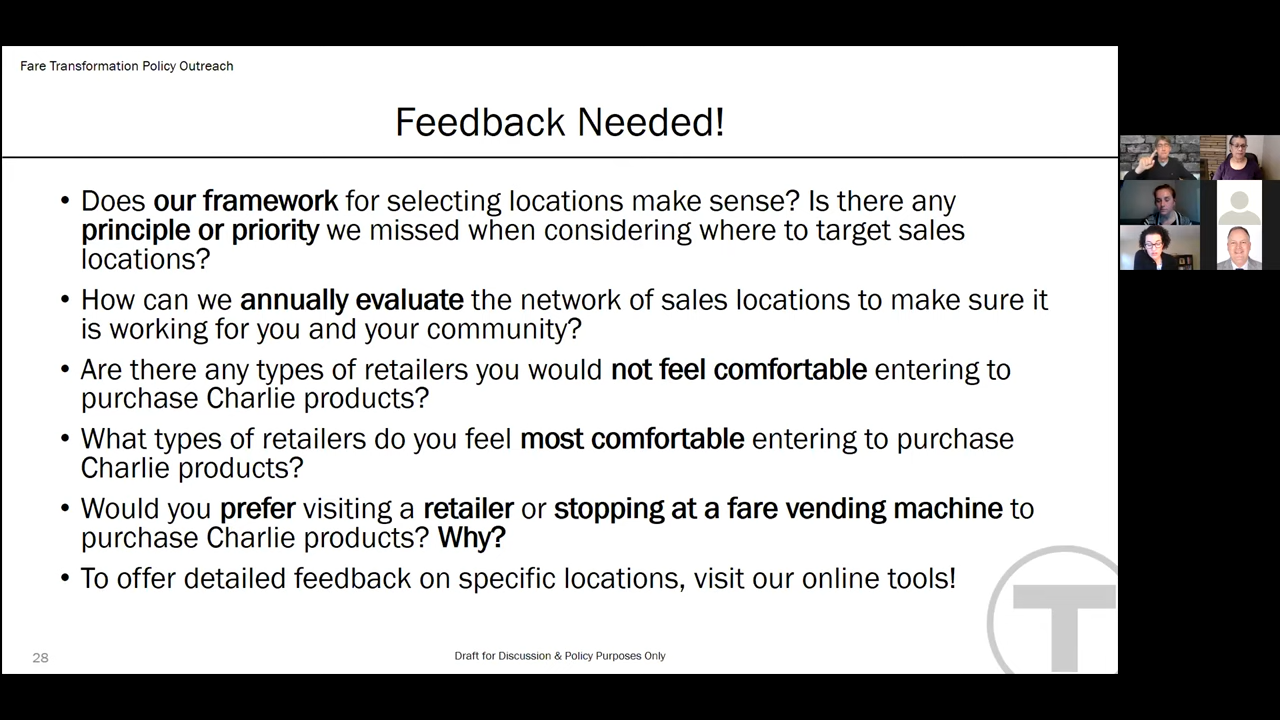 Fare Transformation Policy Outreach
Feedback Needed!
• Does our framework for selecting locations make sense? Is there any
principle or priority we missed when considering where to target sales
locations?
• How can we annually evaluate the network of sales locations to make sure it
is working for you and your community?
• Are there any types of retailers you would not feel comfortable entering to
purchase Charlie products?
• What types of retailers do you feel most comfortable entering to purchase
Charlie products?
• Would you prefer visiting a retailer or stopping at a fare vending machine to
purchase Charlie products? Why?
• To offer detailed feedback on specific locations, visit our online tools!
T
28
Draft for Discussion & Policy Purposes Only